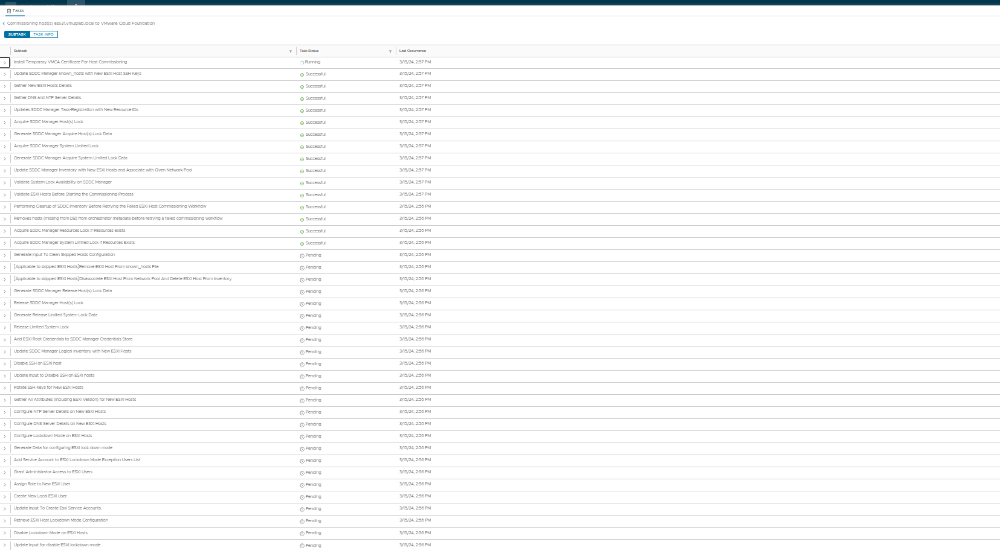 Tasks
Commissioning host(s) esx31.vmuglab.local to VMware Cloud Foundation
SUBTASK TASK INFO
Subtask Task Status Last Occurrence
Install Temporary VMCA Certificate For Host Commissioning Running 3/15/24, 2:57 PM
Update SDDC Manager known_hosts with New ESXi Host SSH Keys Successful 3/15/24, 2:57 PM
Gather New ESXi Hosts Details Successful 3/15/24, 2:57 PM
Gather DNS and NTP Server Details Successful 3/15/24, 2:57 PM
Updates SDDC Manager Task-Registration with New Resource IDs Successful 3/15/24, 2:57 PM
Acquire SDDC Manager Host(s) Lock Successful 3/15/24, 2:57 PM
Generate SDDC Manager Acquire Host(s) Lock Data Successful 3/15/24, 2:57 PM
Acquire SDDC Manager System Limited Lock Successful 3/15/24, 2:57 PM
Generate SDDC Manager Acquire System Limited Lock Data Successful 3/15/24, 2:57 PM
Update SDDC Manager Inventory with New ESXi Hosts and Associate with Given Network Pool Successful 3/15/24, 2:57 PM
Validate System Lock Availability on SDDC Manager Successful 3/15/24, 2:57 PM
Validate ESXi Hosts Before Starting the Commissioning Process Successful 3/15/24, 2:57 PM
Performing Cleanup of SDDC Inventory Before Retrying the Failed ESXi Host Commissioning Workflow Successful 3/15/24, 2:56 PM
Removes hosts (missing from DB) from orchestrator metadata before retrying a failed commissioning workflow Successful 3/15/24, 2:56 PM
Acquire SDDC Manager Resources Lock if Resources exists Successful 3/15/24, 2:56 PM
Acquire SDDC Manager System Limited Lock if Resources Exists Successful 3/15/24, 2:56 PM
Generate Input To Clean Skipped Hosts Configuration Pending 3/15/24, 2:56 PM
[Applicable to skipped ESXi Hosts]Remove ESXi Host From known_hosts File Pending 3/15/24, 2:56 PM
[Applicable to skipped ESXi Hosts]Disassociate ESXi Host From Network Pool And Delete ESXi Host From Inventory Pending 3/15/24, 2:56 PM
Generate SDDC Manager Release Host(s) Lock Data Pending 3/15/24, 2:56 PM
Release SDDC Manager Host(s) Lock Pending 3/15/24, 2:56 PM
Generate Release Limited System Lock Data Pending 3/15/24, 2:56 PM
Release Limited System Lock Pending 3/15/24, 2:56 PM
Add ESXi Root Credentials to SDDC Manager Credentials Store Pending 3/15/24, 2:56 PM
Update SDDC Manager Logical Inventory with New ESXi Hosts Pending 3/15/24, 2:56 PM
Disable SSH on ESXi host Pending 3/15/24, 2:56 PM
Update Input to Disable SSH on ESXi hosts Pending 3/15/24, 2:56 PM
Rotate SSH Keys for New ESXi Hosts Pending 3/15/24, 2:56 PM
Gather All Attributes (Including ESXi Version) for New ESXi Hosts Pending 3/15/24, 2:56 PM
Configure NTP Server Details on New ESXi Hosts Pending 3/15/24, 2:56 PM
Configure DNS Server Details on New ESXi Hosts Pending 3/15/24, 2:56 PM
Configure Lockdown Mode on ESXi Hosts Pending 3/15/24, 2:56 PM
Generate Data for configuring ESXi lock down mode Pending 3/15/24, 2:56 PM
Add Service Account to ESXi Lockdown Mode Exception Users List Pending 3/15/24, 2:56 PM
Grant Administrator Access to ESXi Users Pending 3/15/24, 2:56 PM
Assign Role to New ESXi User Pending 3/15/24, 2:56 PM
Create New Local ESXi User Pending 3/15/24, 2:56 PM
Update Input To Create Esxi Service Accounts. Pending 3/15/24, 2:56 PM
Retrieve ESXi Host Lockdown Mode Configuration Pending 3/15/24, 2:56 PM
Disable Lockdown Mode on ESXi Hosts Pending 3/15/24, 2:56 PM
Update Input for disable ESXi lockdown mode Pending 3/15/24, 2:56 PM